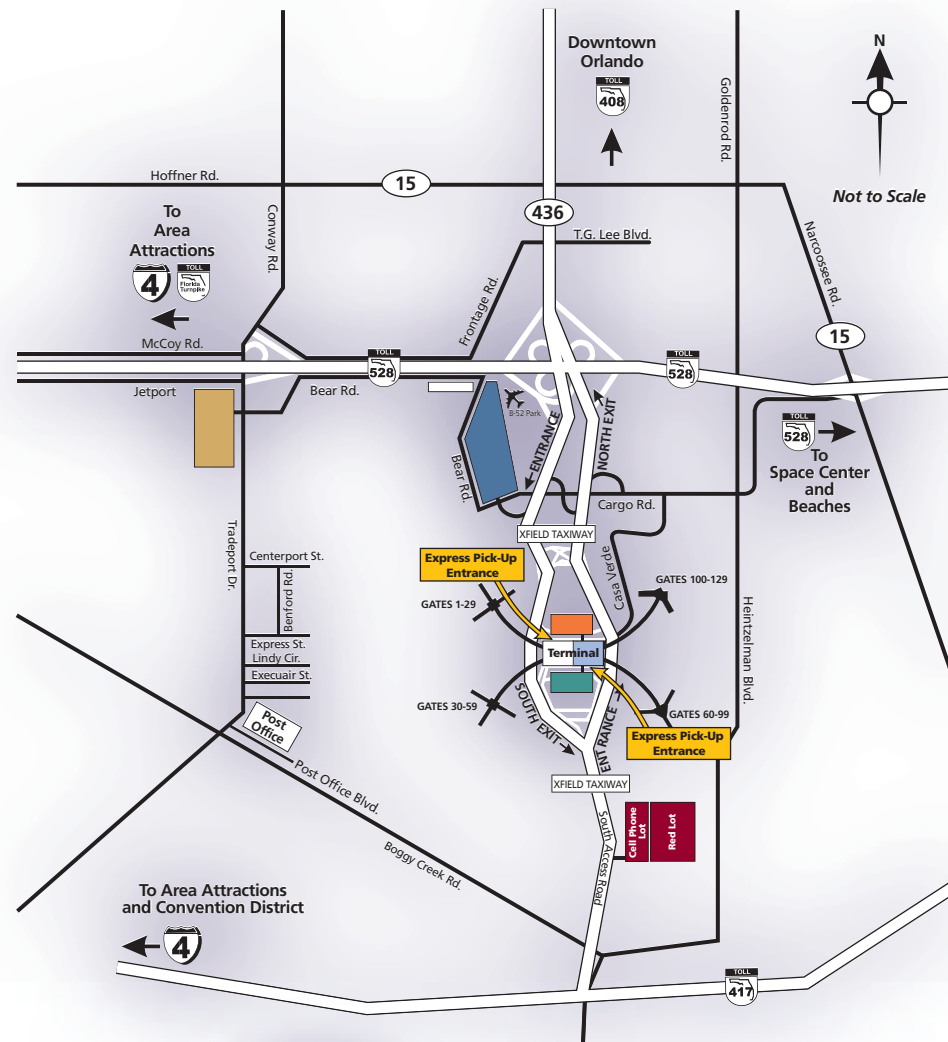 Downtown
Orlando
TOLL
408
N
Not to Scale
Goldenrod Rd.
Hoffner Rd.
15
436
To
Area
Attractions
4
TOLL
Florida
Turnpike
Conway Rd.
T.G. Lee Blvd.
Frontage Rd.
Narcoossee Rd.
15
McCoy Rd.
TOLL
528
TOLL
528
Jetport
Bear Rd.
B-52 Park
ENTRANCE
NORTH EXIT
Bear Rd.
TOLL
528
To
Space Center
and
Beaches
Cargo Rd.
XFIELD TAXIWAY
Tradeport Dr.
Centerport St.
Benford Rd.
Express Pick-Up
Entrance
Casa Verde
GATES 100-129
GATES 1-29
Heintzelman Blvd.
Express St.
Lindy Cir.
Execuair St.
Terminal
GATES 30-59
SOUTH EXIT
ENTRANCE
GATES 60-99
Express Pick-Up
Entrance
Post
Office
Post Office Blvd.
XFIELD TAXIWAY
Cell Phone
Lot
Red Lot
South Access Road
Boggy Creek Rd.
To Area Attractions
and Convention District
4
TOLL
417